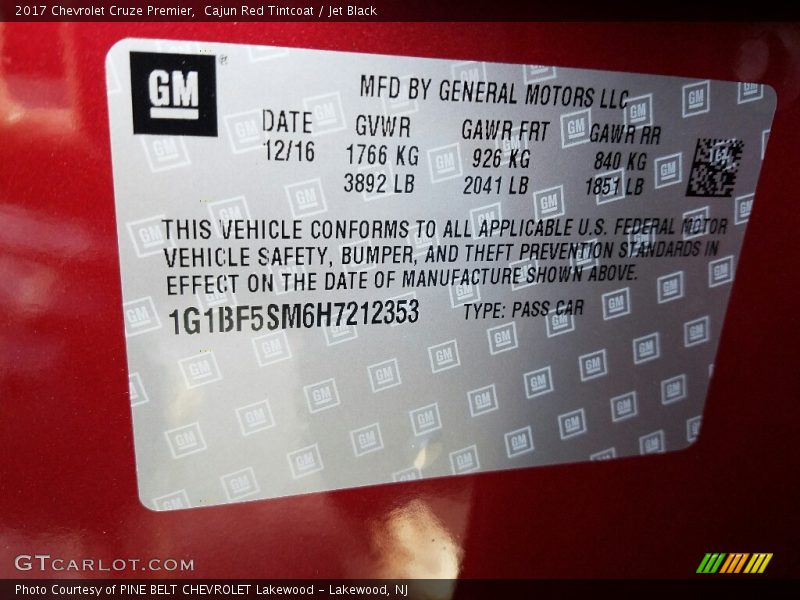 2017 Chevrolet Cruze Premier, Cajun Red Tintcoat / Jet Black
GM ®
MFD BY GENERAL MOTORS LLC
DATE GVWR GAWR FRT GAWR RR
12/16 1766 KG 926 KG 840 KG
3892 LB 2041 LB 1851 LB
THIS VEHICLE CONFORMS TO ALL APPLICABLE U.S. FEDERAL MOTOR
VEHICLE SAFETY, BUMPER, AND THEFT PREVENTION STANDARDS IN
EFFECT ON THE DATE OF MANUFACTURE SHOWN ABOVE.
1G1BF5SM6H7212353 TYPE: PASS CAR
GTCARLOT.COM
Photo Courtesy of PINE BELT CHEVROLET Lakewood - Lakewood, NJ